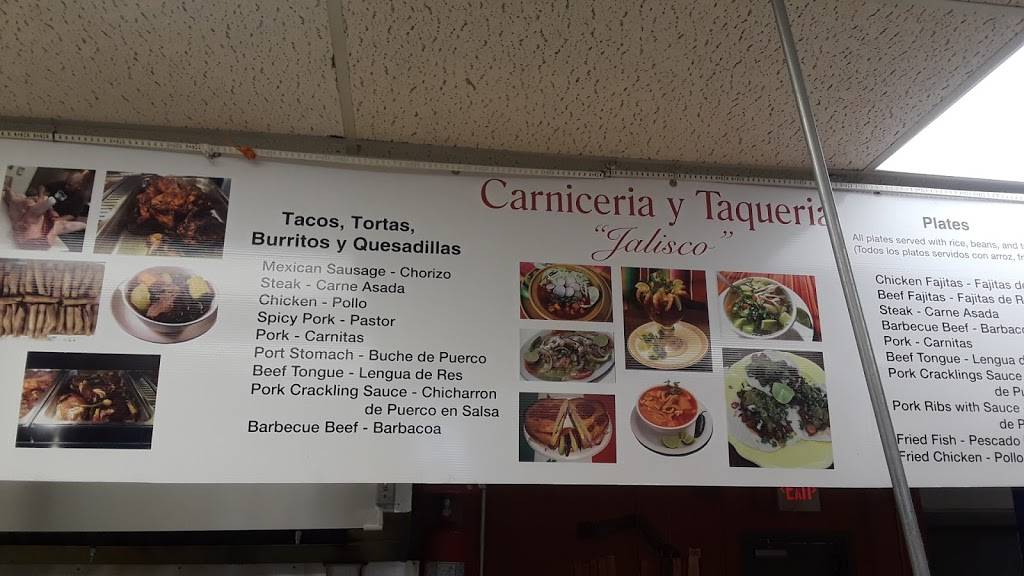 Carniceria y Taqueria
"Jalisco"
Tacos, Tortas,
Burritos y Quesadillas
Mexican Sausage - Chorizo
Steak - Carne Asada
Chicken - Pollo
Spicy Pork - Pastor
Pork - Carnitas
Port Stomach - Buche de Puerco
Beef Tongue - Lengua de Res
Pork Crackling Sauce - Chicharron
de Puerco en Salsa
Barbecue Beef - Barbacoa
Plates
All plates served with rice, beans, and
(Todos los platos servidos con arroz,
Chicken Fajitas - Fajitas de
Beef Fajitas - Fajitas de
Steak - Carne Asada
Barbecue Beef -
Pork - Carnitas
Beef Tongue - Lengua
Pork Cracklings Sauce
de
Pork Ribs with Sauce
de
Fried Fish - Pescado
Fried Chicken - Pollo
EXIT